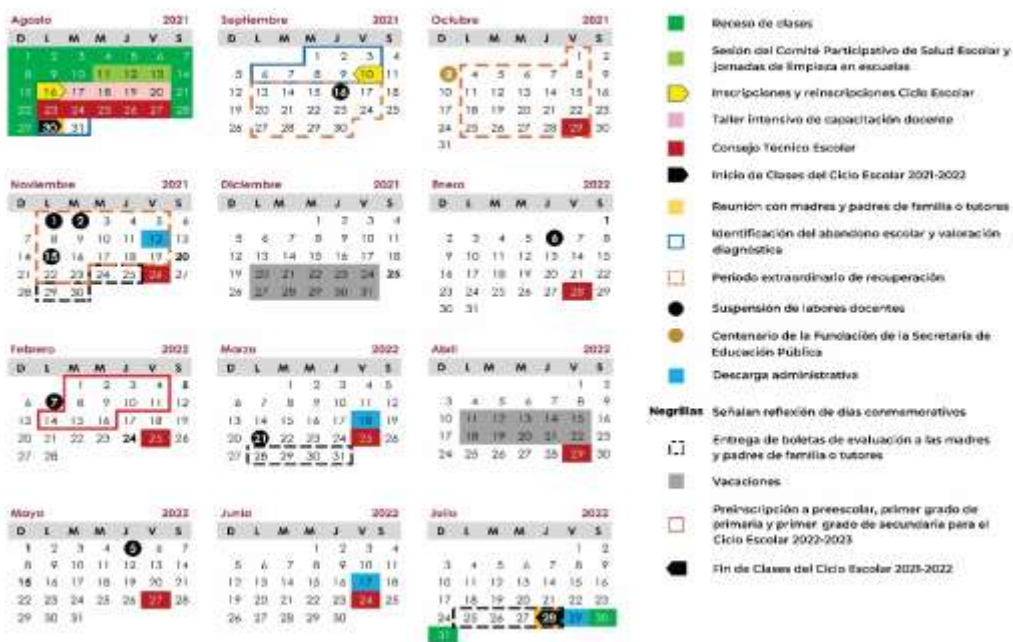 Agosto 2021
D L M M J V S
1 2 3 4 5 6 7
8 9 10 11 12 13 14
15 16 17 18 19 20 21
22 23 24 25 26 27 28
29 30 31
Septiembre 2021
D L M M J V S
1 2 3 4
5 6 7 8 9 10 11
12 13 14 15 16 17 18
19 20 21 22 23 24 25
26 27 28 29 30
Octubre 2021
D L M M J V S
1 2
3 4 5 6 7 8 9
10 11 12 13 14 15 16
17 18 19 20 21 22 23
24 25 26 27 28 29 30
31
Noviembre 2021
D L M M J V S
1 2 3 4 5 6
7 8 9 10 11 12 13
14 15 16 17 18 19 20
21 22 23 24 25 26 27
28 29 30
Diciembre 2021
D L M M J V S
1 2 3 4
5 6 7 8 9 10 11
12 13 14 15 16 17 18
19 20 21 22 23 24 25
26 27 28 29 30 31
Enero 2022
D L M M J V S
1
2 3 4 5 6 7 8
9 10 11 12 13 14 15
16 17 18 19 20 21 22
23 24 25 26 27 28 29
30 31
Febrero 2022
D L M M J V S
1 2 3 4 5
6 7 8 9 10 11 12
13 14 15 16 17 18 19
20 21 22 23 24 25 26
27 28
Marzo 2022
D L M M J V S
1 2 3 4 5
6 7 8 9 10 11 12
13 14 15 16 17 18 19
20 21 22 23 24 25 26
27 28 29 30 31
Abril 2022
D L M M J V S
1 2
3 4 5 6 7 8 9
10 11 12 13 14 15 16
17 18 19 20 21 22 23
24 25 26 27 28 29 30
Mayo 2022
D L M M J V S
1 2 3 4 5 6 7
8 9 10 11 12 13 14
15 16 17 18 19 20 21
22 23 24 25 26 27 28
29 30 31
Junio 2022
D L M M J V S
1 2 3 4
5 6 7 8 9 10 11
12 13 14 15 16 17 18
19 20 21 22 23 24 25
26 27 28 29 30
Julio 2022
D L M M J V S
1 2
3 4 5 6 7 8 9
10 11 12 13 14 15 16
17 18 19 20 21 22 23
24 25 26 27 28 29 30
31
Receso de clases
Sesión del Comité Participativo de Salud Escolar y
jornadas de limpieza en escuelas
Inscripciones y reinscripciones Ciclo Escolar
Taller intensivo de capacitación docente
Consejo Técnico Escolar
Inicio de Clases del Ciclo Escolar 2021-2022
Reunión con madres y padres de familia o tutores
Identificación del abandono escolar y valoración
diagnóstica
Periodo extraordinario de recuperación
Suspensión de labores docentes
Centenario de la Fundación de la Secretaría de
Educación Pública
Descarga administrativa
Negrillas Señalan reflexión de días conmemorativos
Entrega de boletas de evaluación a las madres
y padres de familia o tutores
Vacaciones
Preinscripción a preescolar, primer grado de
primaria y primer grado de secundaria para el
Ciclo Escolar 2022-2023
Fin de Clases del Ciclo Escolar 2021-2022